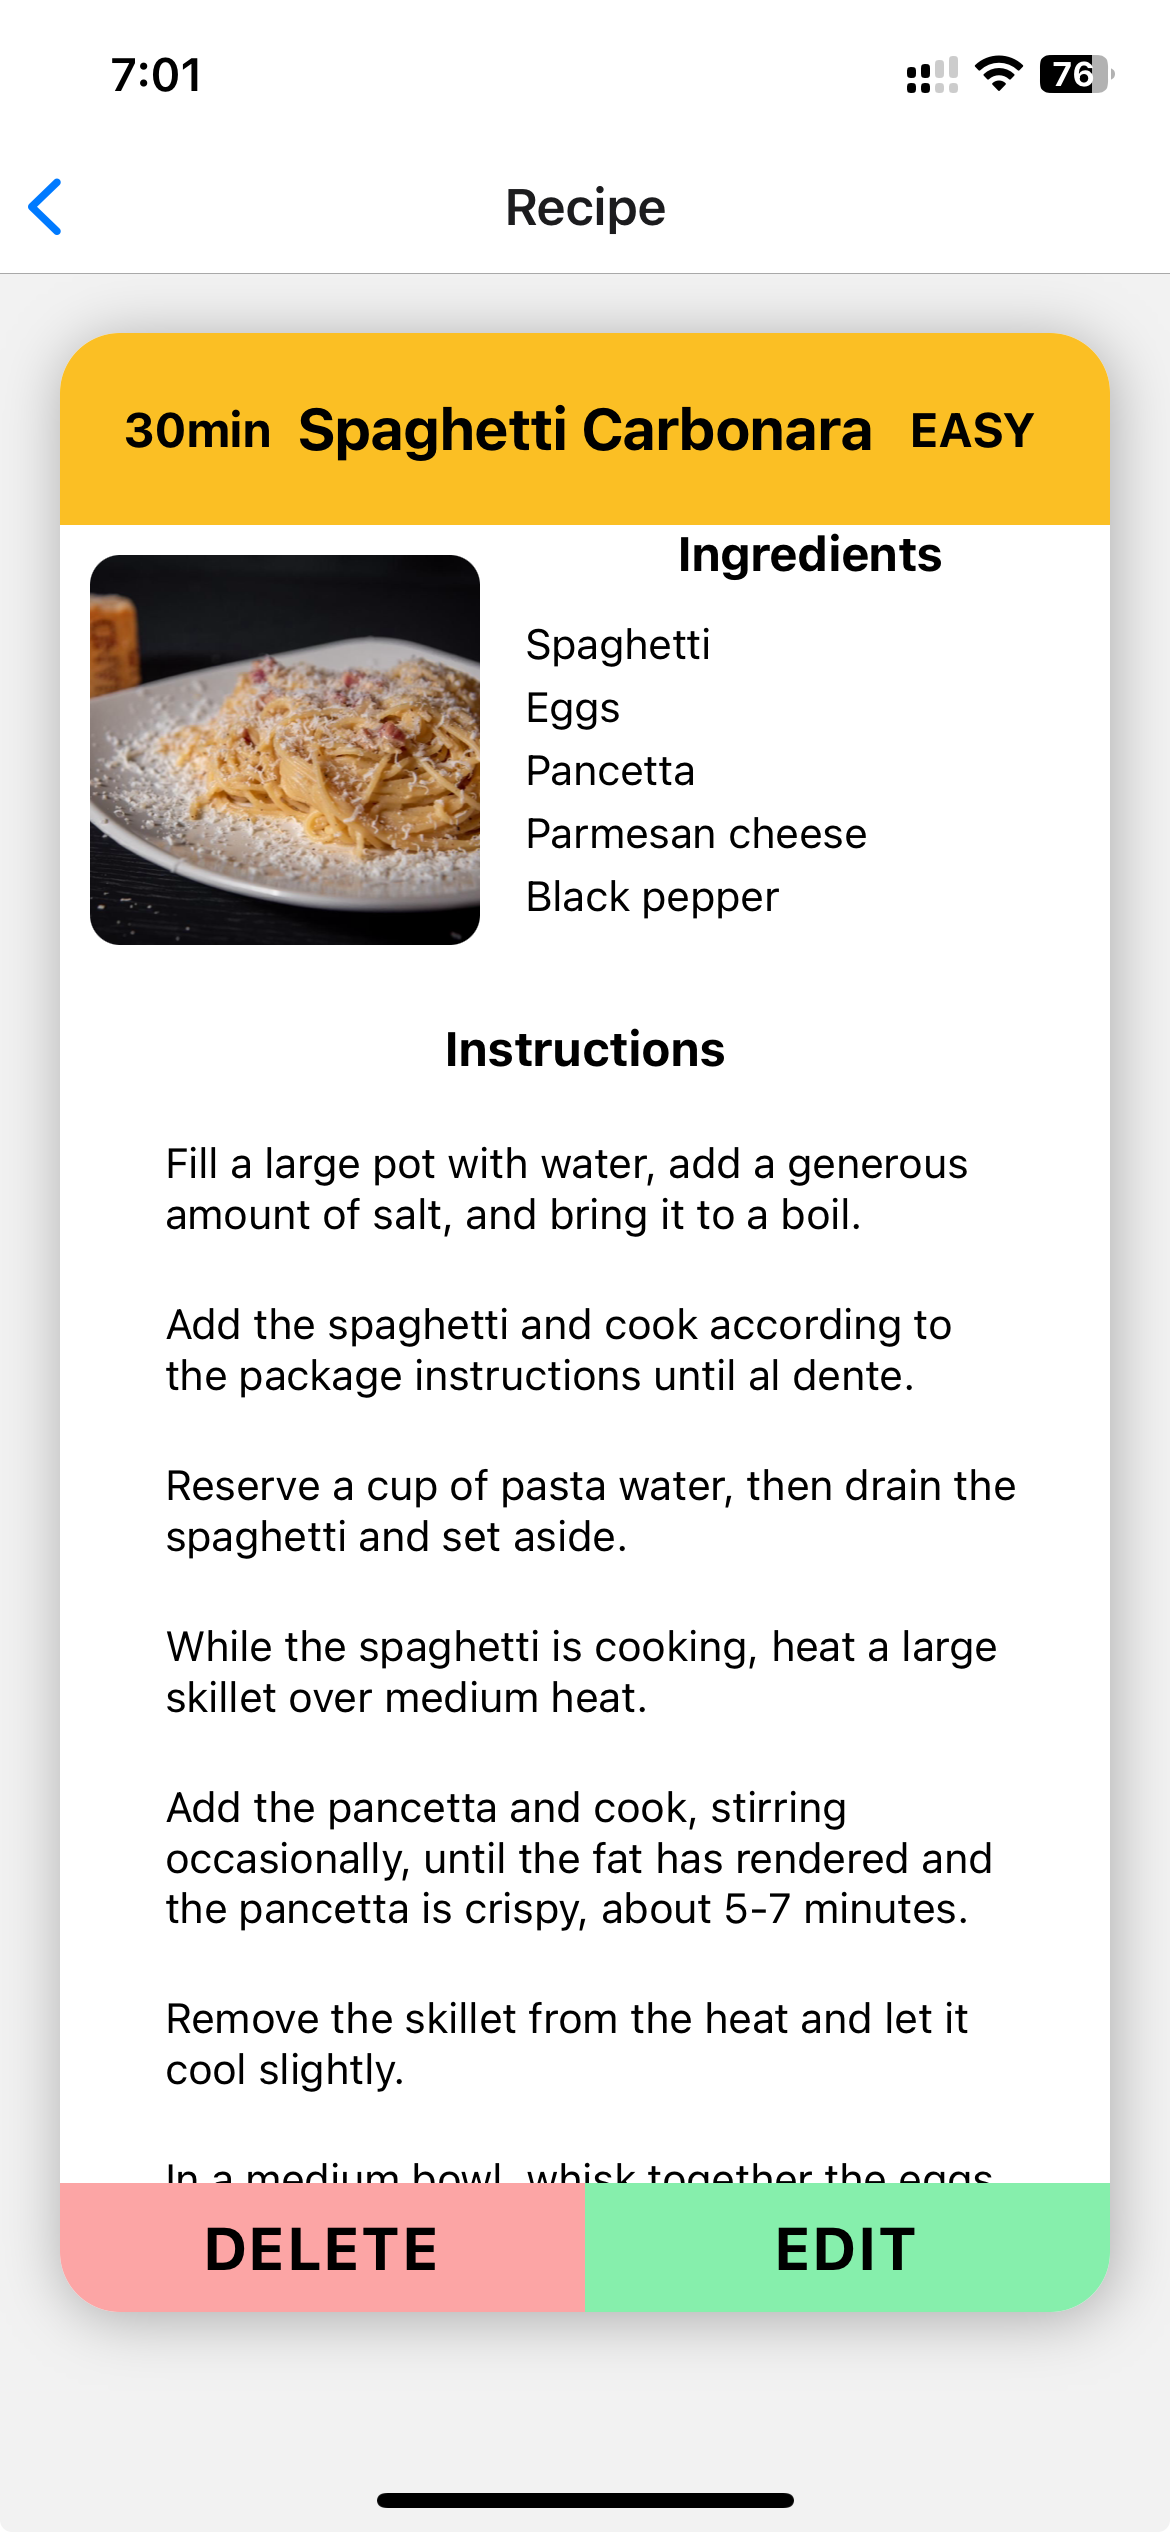 7:01
76
Recipe
30min Spaghetti Carbonara EASY
Ingredients
Spaghetti
Eggs
Pancetta
Parmesan cheese
Black pepper
Instructions
Fill a large pot with water, add a generous
amount of salt, and bring it to a boil.
Add the spaghetti and cook according to
the package instructions until al dente.
Reserve a cup of pasta water, then drain the
spaghetti and set aside.
While the spaghetti is cooking, heat a large
skillet over medium heat.
Add the pancetta and cook, stirring
occasionally, until the fat has rendered and
the pancetta is crispy, about 5-7 minutes.
Remove the skillet from the heat and let it
cool slightly.
In a medium bowl, whisk together the eggs
DELETE EDIT